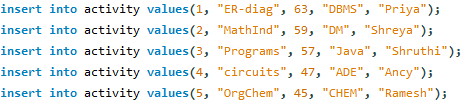 insert into activity values(1, "ER-diag", 63, "DBMS", "Priya");
insert into activity values(2, "MathInd", 59, "DM", "Shreya");
insert into activity values(3, "Programs", 57, "Java", "Shruthi");
insert into activity values(4, "circuits", 47, "ADE", "Ancy");
insert into activity values(5, "OrgChem", 45, "CHEM", "Ramesh");